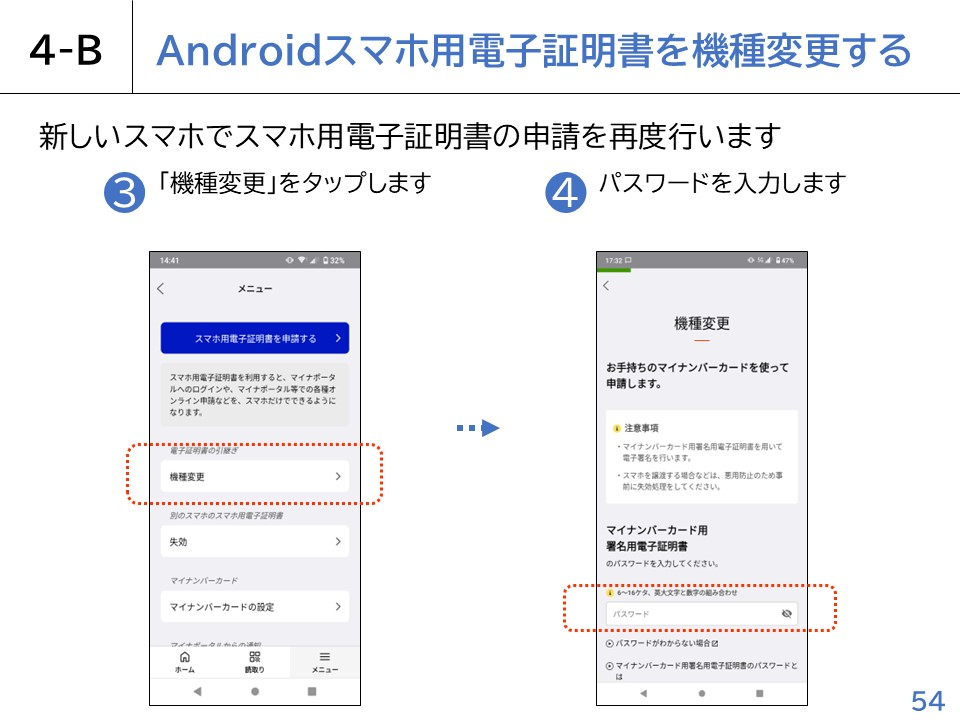 4-B
Androidスマホ用電子証明書を機種変更する
新しいスマホでスマホ用電子証明書の申請を再度行います
3
「機種変更」をタップします
14:41
32%
メニュー
スマホ用電子証明書を申請する
スマホ用電子証明書を利用すると、マイナポータ
ルへのログインや、マイナポータル等での各種オ
ンライン申請などを、スマホだけでできるように
なります。
電子証明書の引継ぎ
機種変更
別のスマホのスマホ用電子証明書
失効
マイナンバーカード
マイナンバーカードの設定
マイナポータルからの通知
ホーム
読取り
メニュー
4
パスワードを入力します
17:32
47%
機種変更
お手持ちのマイナンバーカードを使って
申請します。
注意事項
・マイナンバーカード用署名用電子証明書を用いて
電子署名を行います。
・スマホを譲渡する場合などは、悪用防止のため事
前に失効処理をしてください。
マイナンバーカード用
署名用電子証明書
のパスワードを入力してください。
6〜16ケタ、英大文字と数字の組み合わせ
パスワード
パスワードがわからない場合
マイナンバーカード用署名用電子証明書のパスワードと
は
54